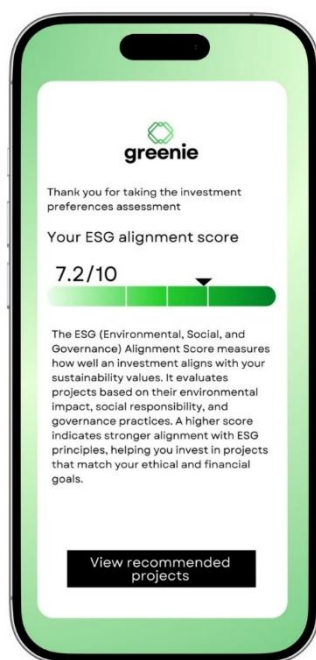 greenie
Thank you for taking the investment
preferences assessment
Your ESG alignment score
7.2/10
The ESG (Environmental, Social, and
Governance) Alignment Score measures
how well an investment aligns with your
sustainability values. It evaluates
projects based on their environmental
impact, social responsibility, and
governance practices. A higher score
indicates stronger alignment with ESG
principles, helping you invest in projects
that match your ethical and financial
goals.
View recommended
projects